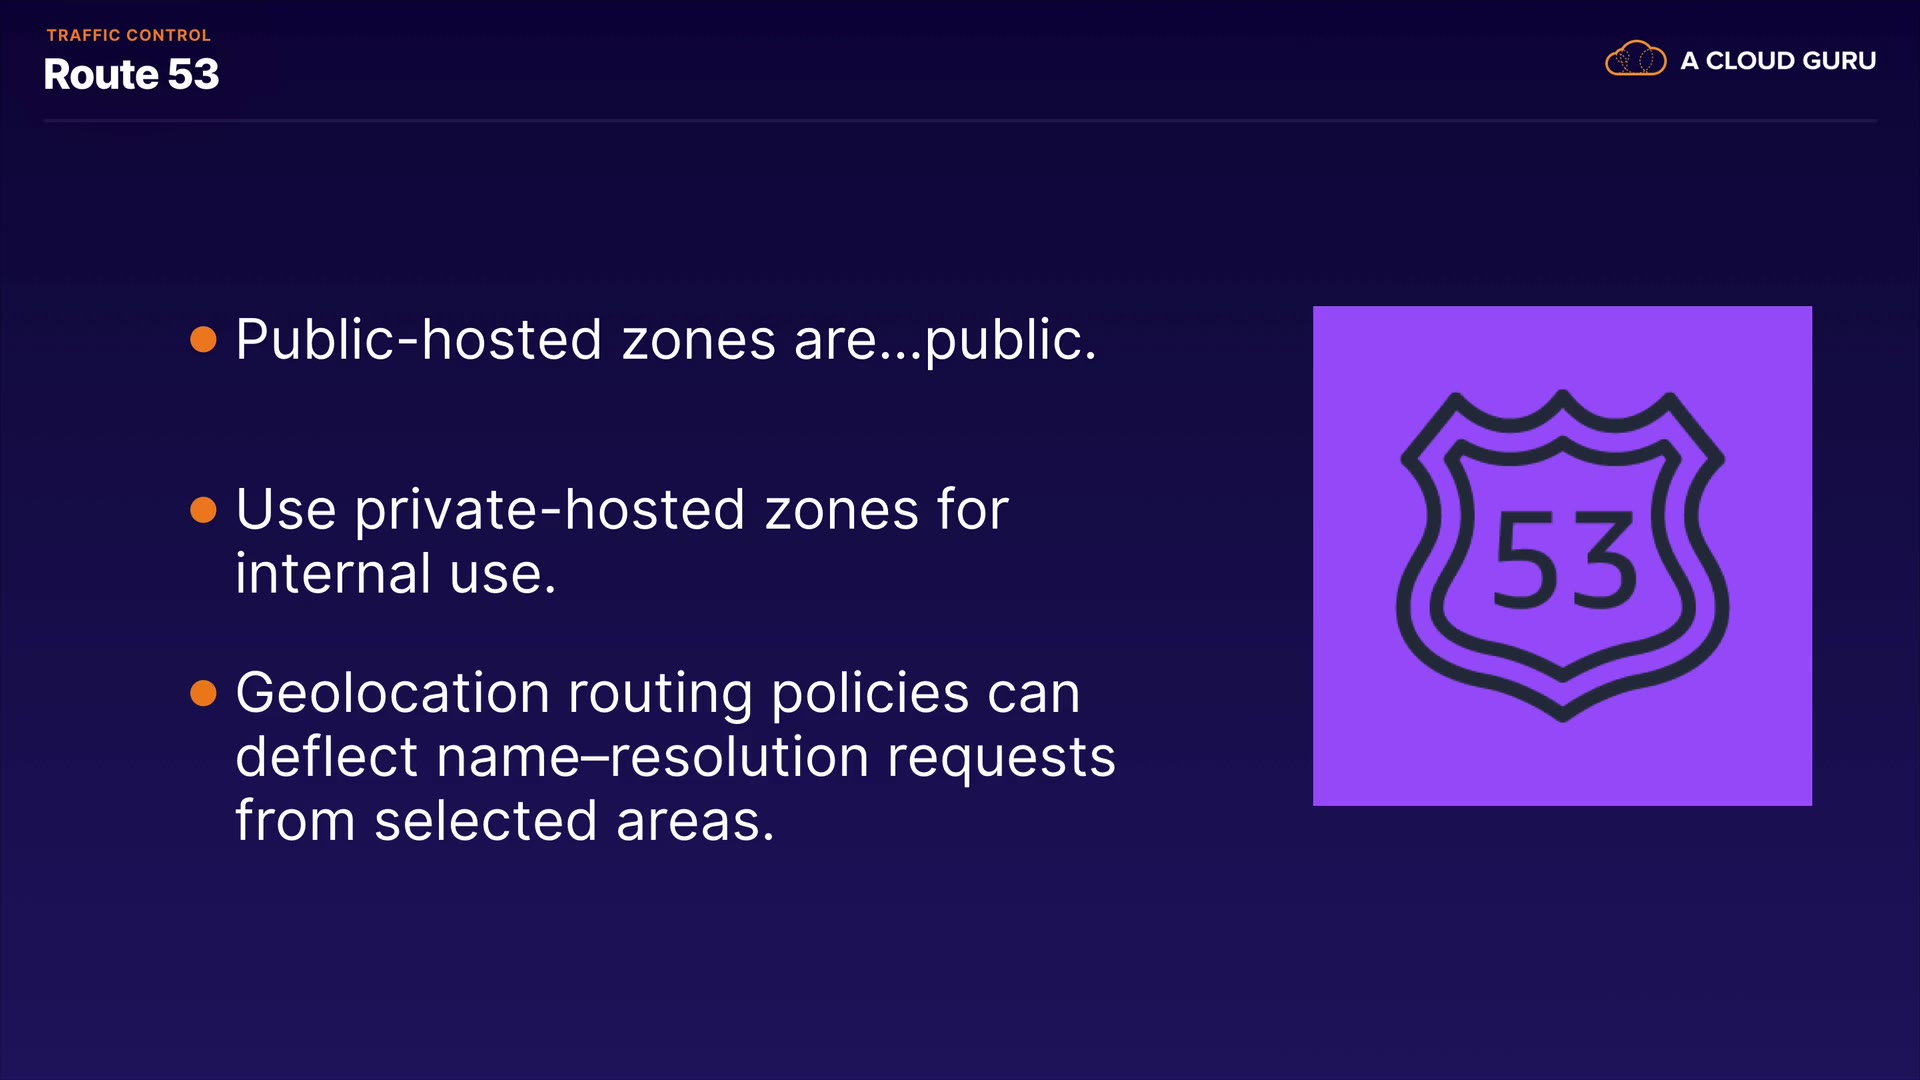 TRAFFIC CONTROL
Route 53
A CLOUD GURU
Public-hosted zones are...public.
Use private-hosted zones for
internal use.
Geolocation routing policies can
deflect name–resolution requests
from selected areas.
53